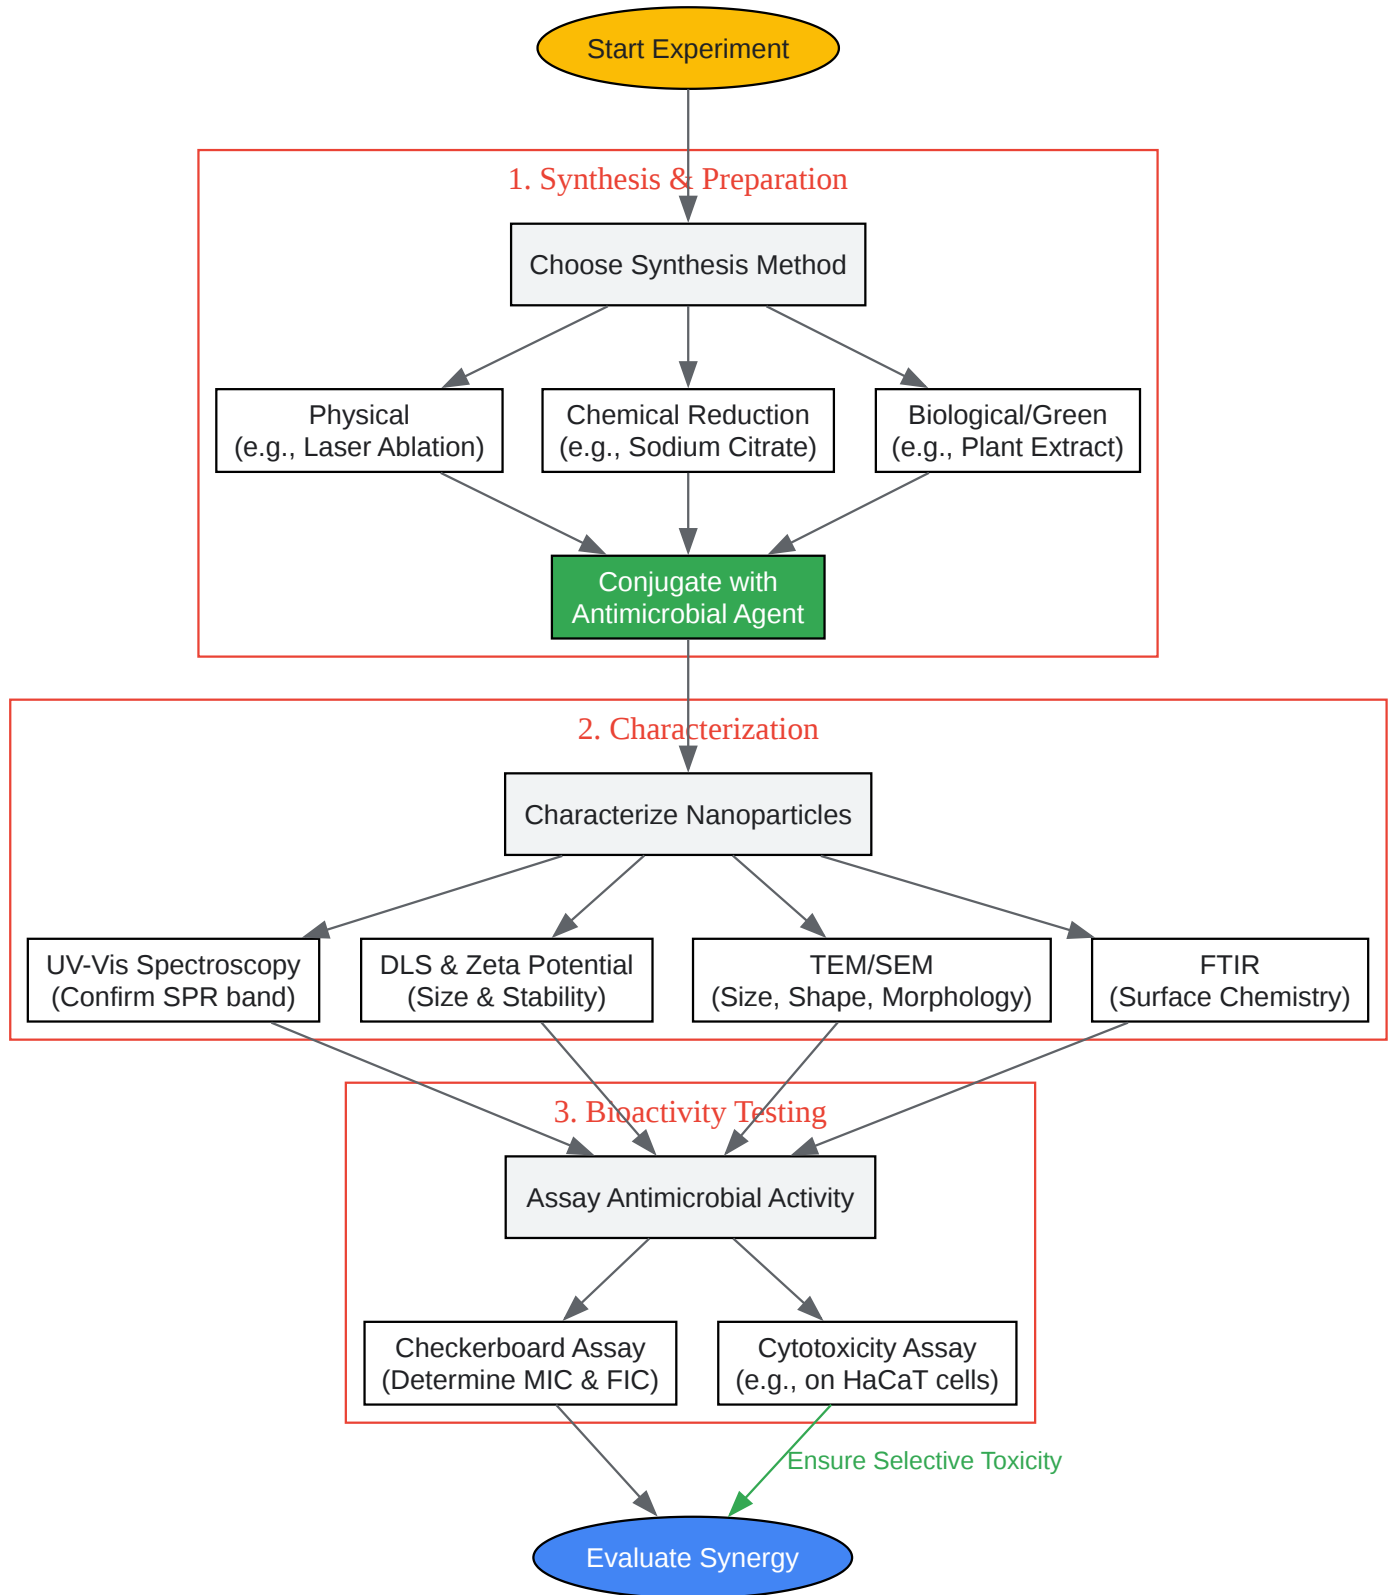 Start Experiment
1. Synthesis & Preparation
Choose Synthesis Method
Physical
(e.g., Laser Ablation)
Chemical Reduction
(e.g., Sodium Citrate)
Biological/Green
(e.g., Plant Extract)
Conjugate with
Antimicrobial Agent
2. Characterization
Characterize Nanoparticles
UV-Vis Spectroscopy
(Confirm SPR band)
DLS & Zeta Potential
(Size & Stability)
TEM/SEM
(Size, Shape, Morphology)
FTIR
(Surface Chemistry)
3. Bioactivity Testing
Assay Antimicrobial Activity
Checkerboard Assay
(Determine MIC & FIC)
Cytotoxicity Assay
(e.g., on HaCaT cells)
Ensure Selective Toxicity
Evaluate Synergy